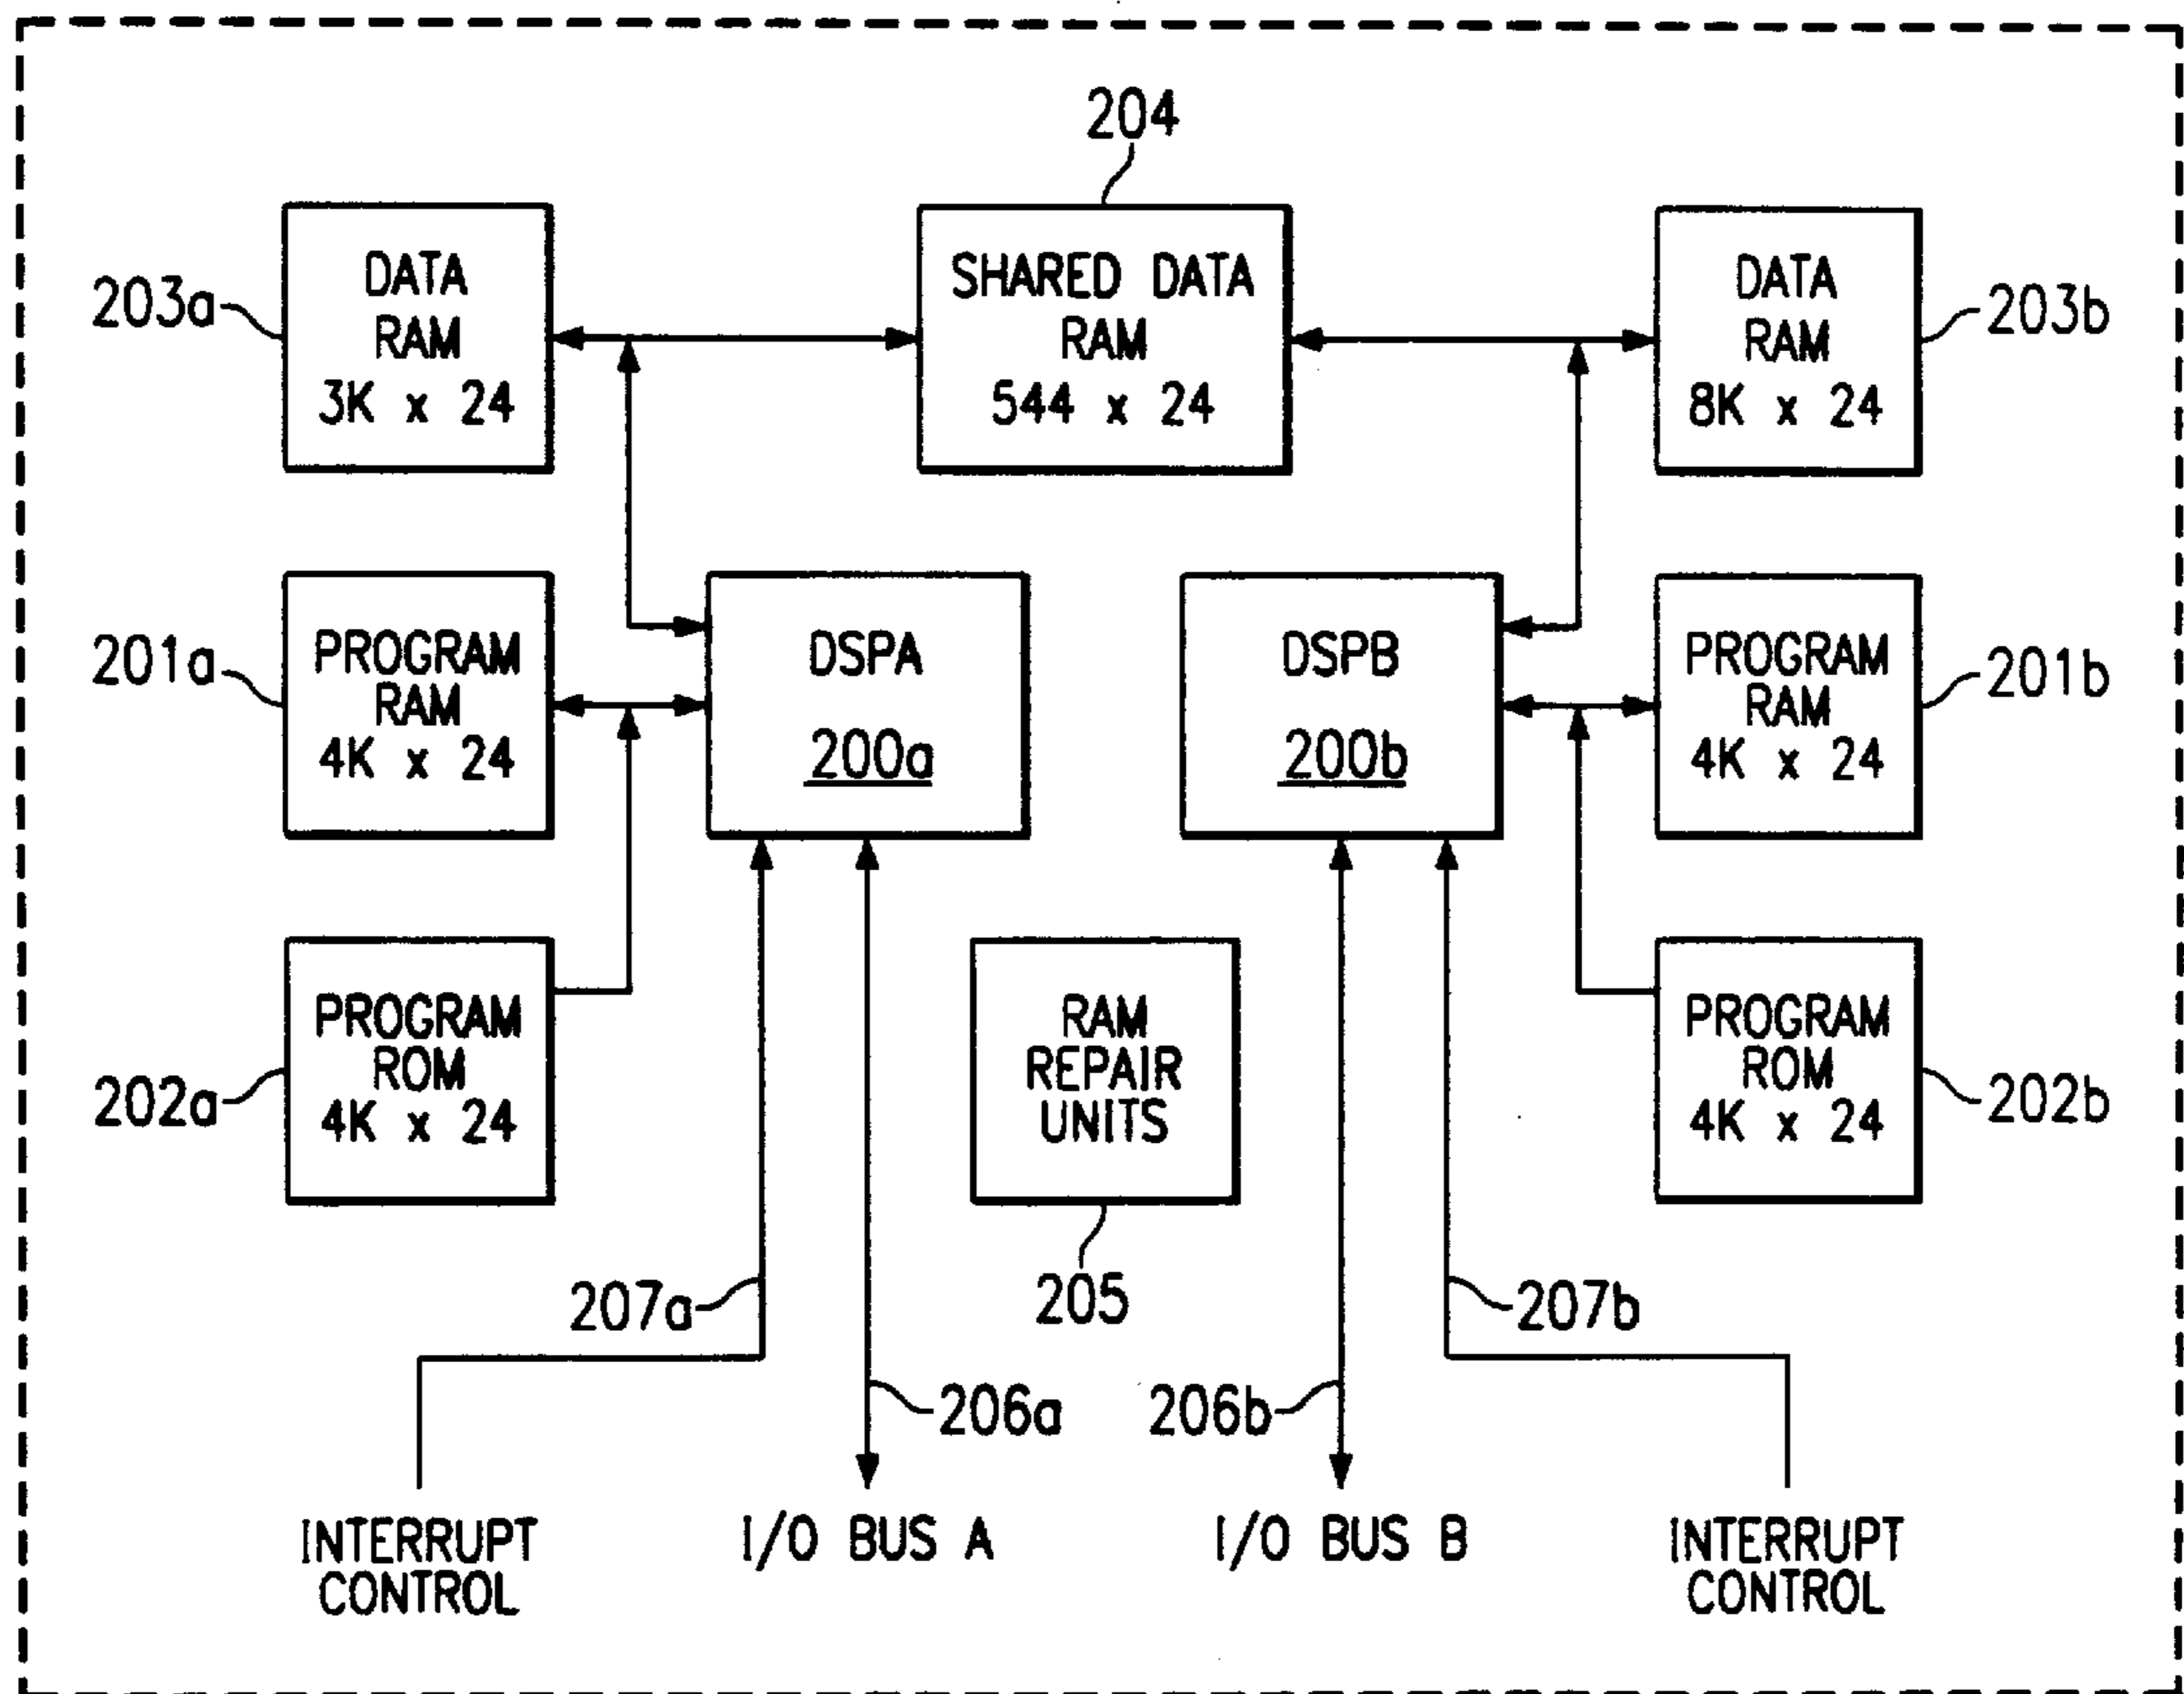 204
203a
DATA
RAM
3K x 24
SHARED DATA
RAM
544 x 24
DATA
RAM
8K x 24
203b
201a
PROGRAM
RAM
4K x 24
DSPA
200a
DSPB
200b
PROGRAM
RAM
4K x 24
201b
202a
PROGRAM
ROM
4K x 24
RAM
REPAIR
UNITS
PROGRAM
ROM
4K x 24
202b
207a
205
207b
206a
206b
INTERRUPT
CONTROL
I/O BUS A
I/O BUS B
INTERRUPT
CONTROL